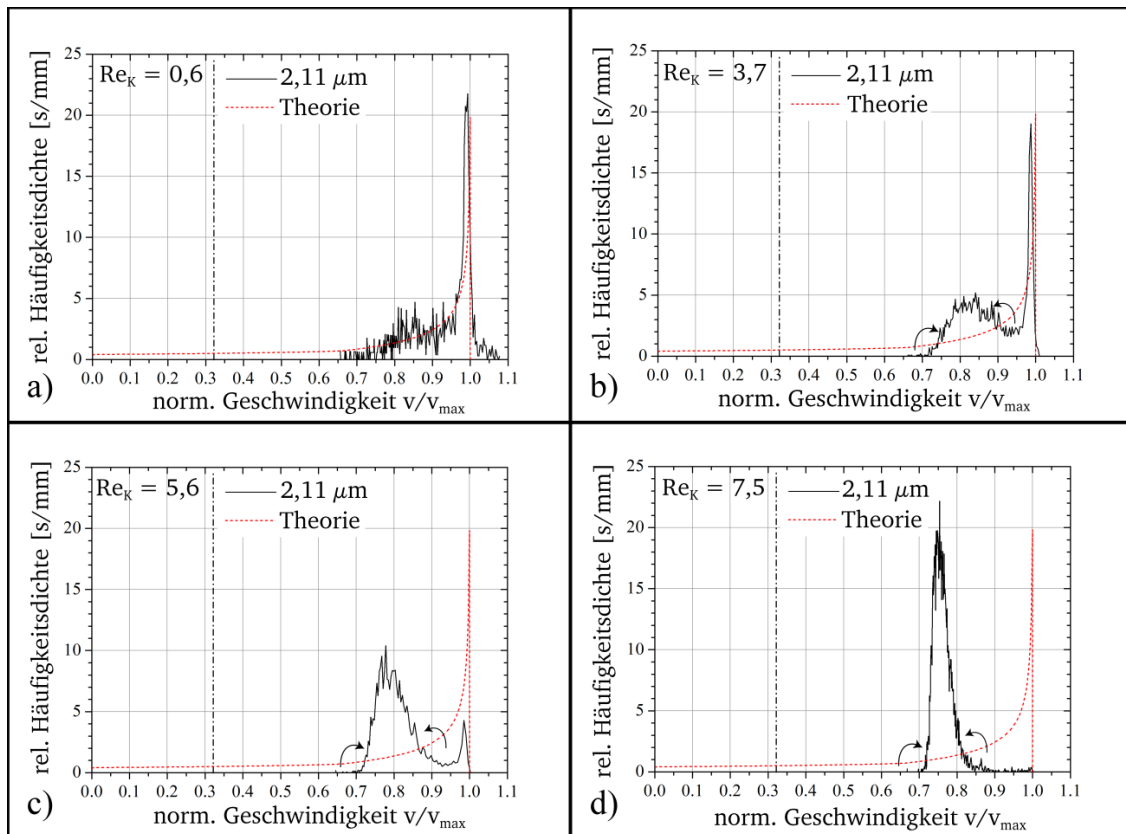 25
20
15
10
5
0
rel. Häufigkeitsdichte [s/mm]
Re_K = 0,6
2,11 μm
Theorie
0.0 0.1 0.2 0.3 0.4 0.5 0.6 0.7 0.8 0.9 1.0 1.1
norm. Geschwindigkeit v/v_max
a)
25
20
15
10
5
0
rel. Häufigkeitsdichte [s/mm]
Re_K = 3,7
2,11 μm
Theorie
0.0 0.1 0.2 0.3 0.4 0.5 0.6 0.7 0.8 0.9 1.0 1.1
norm. Geschwindigkeit v/v_max
b)
25
20
15
10
5
0
rel. Häufigkeitsdichte [s/mm]
Re_K = 5,6
2,11 μm
Theorie
0.0 0.1 0.2 0.3 0.4 0.5 0.6 0.7 0.8 0.9 1.0 1.1
norm. Geschwindigkeit v/v_max
c)
25
20
15
10
5
0
rel. Häufigkeitsdichte [s/mm]
Re_K = 7,5
2,11 μm
Theorie
0.0 0.1 0.2 0.3 0.4 0.5 0.6 0.7 0.8 0.9 1.0 1.1
norm. Geschwindigkeit v/v_max
d)